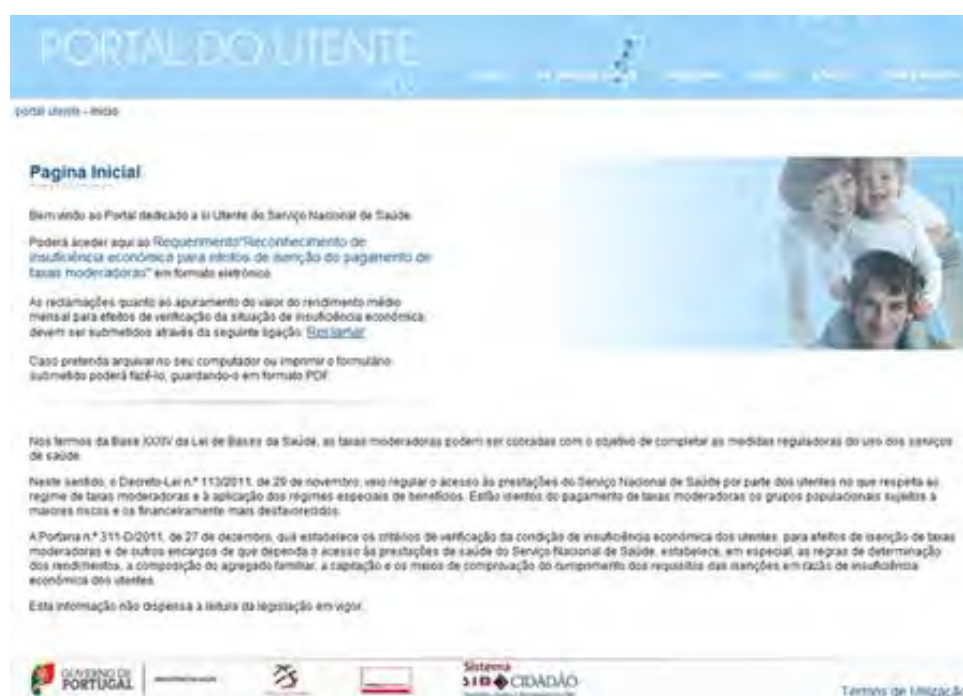 PORTAL DO UTENTE
portal utente - Início
Pagina Inicial
Bem vindo ao Portal dedicado a si Utente do Serviço Nacional de Saúde
Poderá aceder aqui ao Requerimento"Reconhecimento de
insuficiência económica para efeitos de isenção do pagamento de
taxas moderadoras" em formato eletrónico
As reclamações quanto ao apuramento do valor do rendimento médio
mensal para efeitos de verificação da situação de insuficiência económica,
devem ser submetidos através da seguinte ligação: Reclamar
Caso pretenda arquivar no seu computador ou imprimir o formulário
submetido poderá fazê-lo, guardando-o em formato PDF.
Nos termos da Base XXXIV da Lei de Bases da Saúde, as taxas moderadoras podem ser cobradas com o objetivo de completar as medidas reguladoras do uso dos serviços
de saúde.
Neste sentido, o Decreto-Lei n.º 113/2011, de 29 de novembro, veio regular o acesso às prestações do Serviço Nacional de Saúde por parte dos utentes no que respeita ao
regime de taxas moderadoras e à aplicação dos regimes especiais de benefícios. Estão isentos do pagamento de taxas moderadoras os grupos populacionais sujeitos a
maiores riscos e os financeiramente mais desfavorecidos.
A Portaria n.º 311-D/2011, de 27 de dezembro, que estabelece os critérios de verificação da condição de insuficiência económica dos utentes, para efeitos de isenção de taxas
moderadoras e de outros encargos de que dependa o acesso às prestações de saúde do Serviço Nacional de Saúde, estabelece, em especial, as regras de determinação
dos rendimentos, a composição do agregado familiar, a capitação e os meios de comprovação do cumprimento dos requisitos das isenções em razão de insuficiência
económica dos utentes.
Esta informação não dispensa a leitura da legislação em vigor.
GOVERNO DE
PORTUGAL
Sistema
SIM CIDADÃO
Termos de Utilização